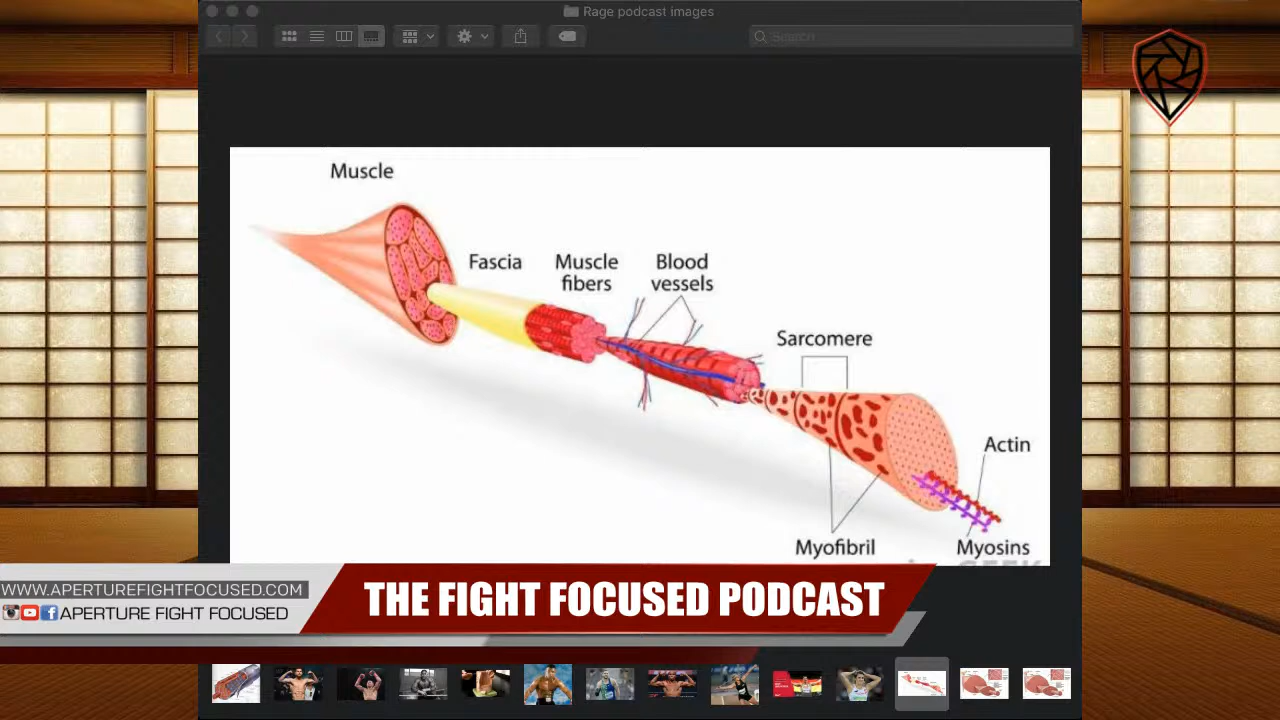 Rage podcast images
Search
Muscle
Fascia
Muscle
fibers
Blood
vessels
Sarcomere
Actin
Myofibril
Myosins
WWW.APERTUREFIGHTFOCUSED.COM
APERTURE FIGHT FOCUSED
THE FIGHT FOCUSED PODCAST